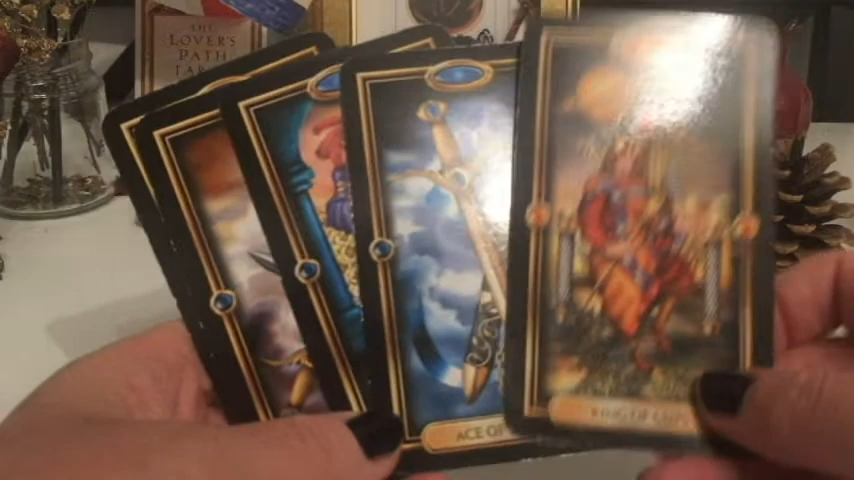 THE
LOVER'S
PATH
TAROT
ACE OF
KING OF CUPS